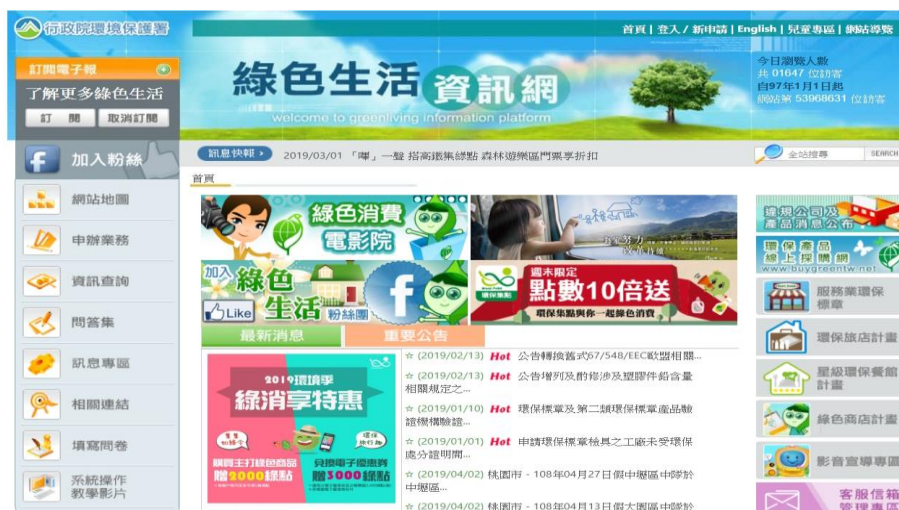 行政院環境保護署
首頁 | 登入 / 新申請 | English | 兒童專區 | 網站導覽
訂閱電子報
了解更多綠色生活
訂 閱
取消訂閱
綠色生活資訊網
welcome to greenliving information platform
今日瀏覽人數
共 01647 位訪客
自97年1月1日起
網站第 53968631 位訪客
加入粉絲
訊息快報
2019/03/01 「嗶」一聲 搭高鐵集綠點 森林遊樂區門票享折扣
全站搜尋
SEARCH
首頁
網站地圖
申辦業務
資訊查詢
問答集
訊息專區
相關連結
填寫問卷
系統操作
教學影片
綠色消費
電影院
加入綠色
生活粉絲團
Like
週末限定
點數10倍送
環保集點
環保集點與你一起綠色消費
最新消息
重要公告
2019環境季
綠消享特惠
購買主打綠色商品
贈2000綠點
兌換電子優惠券
贈3000綠點
☆ (2019/02/13) Hot 公告轉換舊式67/548/EEC歐盟相關...
☆ (2019/02/13) Hot 公告增列及酌修涉及塑膠件鉛含量
相關規定之...
☆ (2019/01/10) Hot 環保標章及第二類環保標章產品驗
證機構驗證...
☆ (2019/01/01) Hot 申請環保標章檢具之工廠未受環保
處分證明開...
☆ (2019/04/02) 桃園市 - 108年04月27日假中壢區中隊於
中壢區...
☆ (2019/04/02) 桃園市 - 108年04月13日假大園區中隊於
違規公司及
產品消息公布
環保產品
線上採購網
www.buygreentw.net
服務業環保
標章
環保旅店計畫
星級環保餐館
計畫
綠色商店計畫
影音宣導專區
客服信箱
管理專區